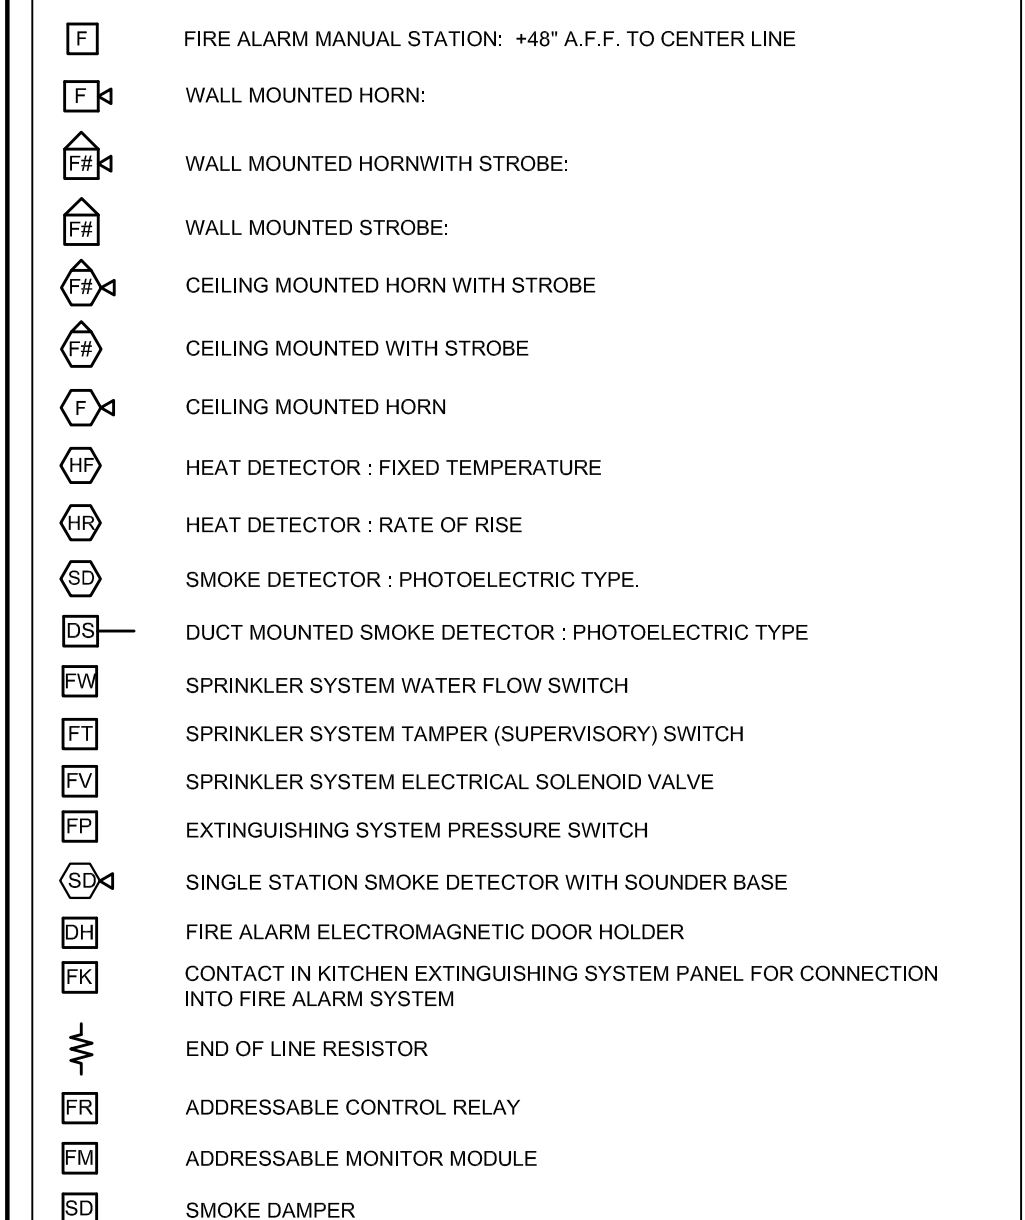 F FIRE ALARM MANUAL STATION: +48" A.F.F. TO CENTER LINE
F WALL MOUNTED HORN:
F# WALL MOUNTED HORNWITH STROBE:
F# WALL MOUNTED STROBE:
F# CEILING MOUNTED HORN WITH STROBE
F# CEILING MOUNTED WITH STROBE
F CEILING MOUNTED HORN
HF HEAT DETECTOR : FIXED TEMPERATURE
HR HEAT DETECTOR : RATE OF RISE
SD SMOKE DETECTOR : PHOTOELECTRIC TYPE.
DS DUCT MOUNTED SMOKE DETECTOR : PHOTOELECTRIC TYPE
FW SPRINKLER SYSTEM WATER FLOW SWITCH
FT SPRINKLER SYSTEM TAMPER (SUPERVISORY) SWITCH
FV SPRINKLER SYSTEM ELECTRICAL SOLENOID VALVE
FP EXTINGUISHING SYSTEM PRESSURE SWITCH
SD SINGLE STATION SMOKE DETECTOR WITH SOUNDER BASE
DH FIRE ALARM ELECTROMAGNETIC DOOR HOLDER
FK CONTACT IN KITCHEN EXTINGUISHING SYSTEM PANEL FOR CONNECTION
INTO FIRE ALARM SYSTEM
END OF LINE RESISTOR
FR ADDRESSABLE CONTROL RELAY
FM ADDRESSABLE MONITOR MODULE
SD SMOKE DAMPER